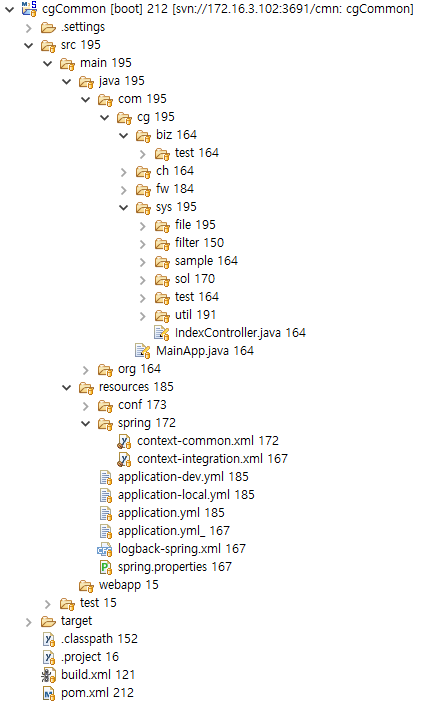 cgCommon [boot] 212 [svn://172.16.3.102:3691/cmn: cgCommon]
.settings
src 195
main 195
java 195
com 195
cg 195
biz 164
test 164
ch 164
fw 184
sys 195
file 195
filter 150
sample 164
sol 170
test 164
util 191
IndexController.java 164
MainApp.java 164
org 164
resources 185
conf 173
spring 172
context-common.xml 172
context-integration.xml 167
application-dev.yml 185
application-local.yml 185
application.yml 185
application.yml_ 167
logback-spring.xml 167
spring.properties 167
webapp 15
test 15
target
.classpath 152
.project 16
build.xml 121
pom.xml 212